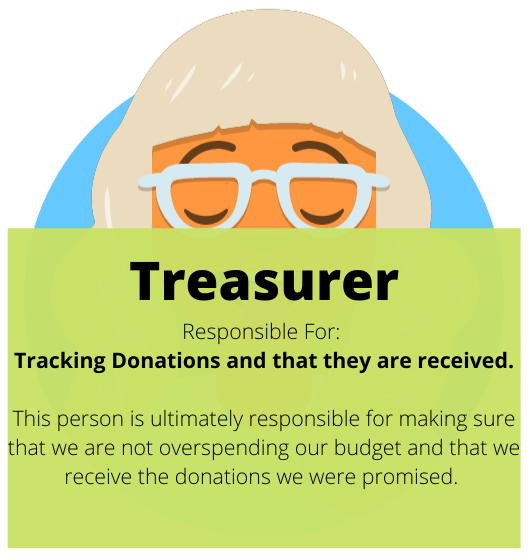 Treasurer
Responsible For:
Tracking Donations and that they are received.
This person is ultimately responsible for making sure
that we are not overspending our budget and that we
receive the donations we were promised.